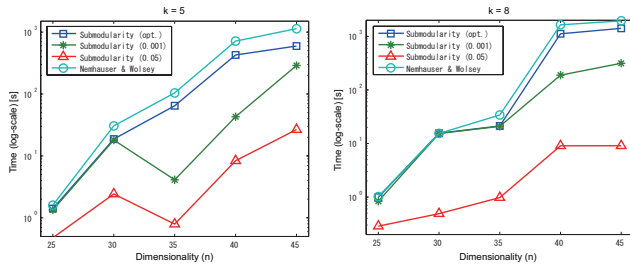 k = 5
10³
10²
10¹
10⁰
Time (log-scale) [s]
Submodularity (opt.)
Submodularity (0.001)
Submodularity (0.05)
Nemhauser & Wolsey
25 30 35 40 45
Dimensionality (n)
k = 8
10³
10²
10¹
10⁰
Time (log-scale) [s]
Submodularity (opt.)
Submodularity (0.001)
Submodularity (0.05)
Nemhauser & Wolsey
25 30 35 40 45
Dimensionality (n)